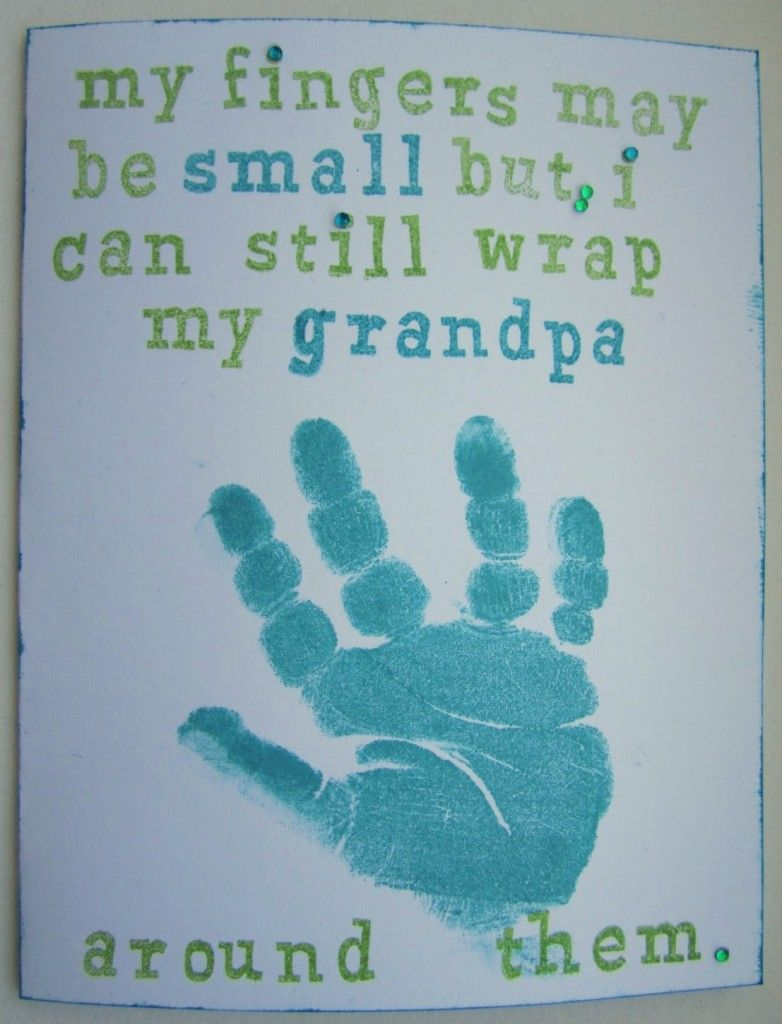 my fingers may
be small but, i
can still wrap
my grandpa
around them.